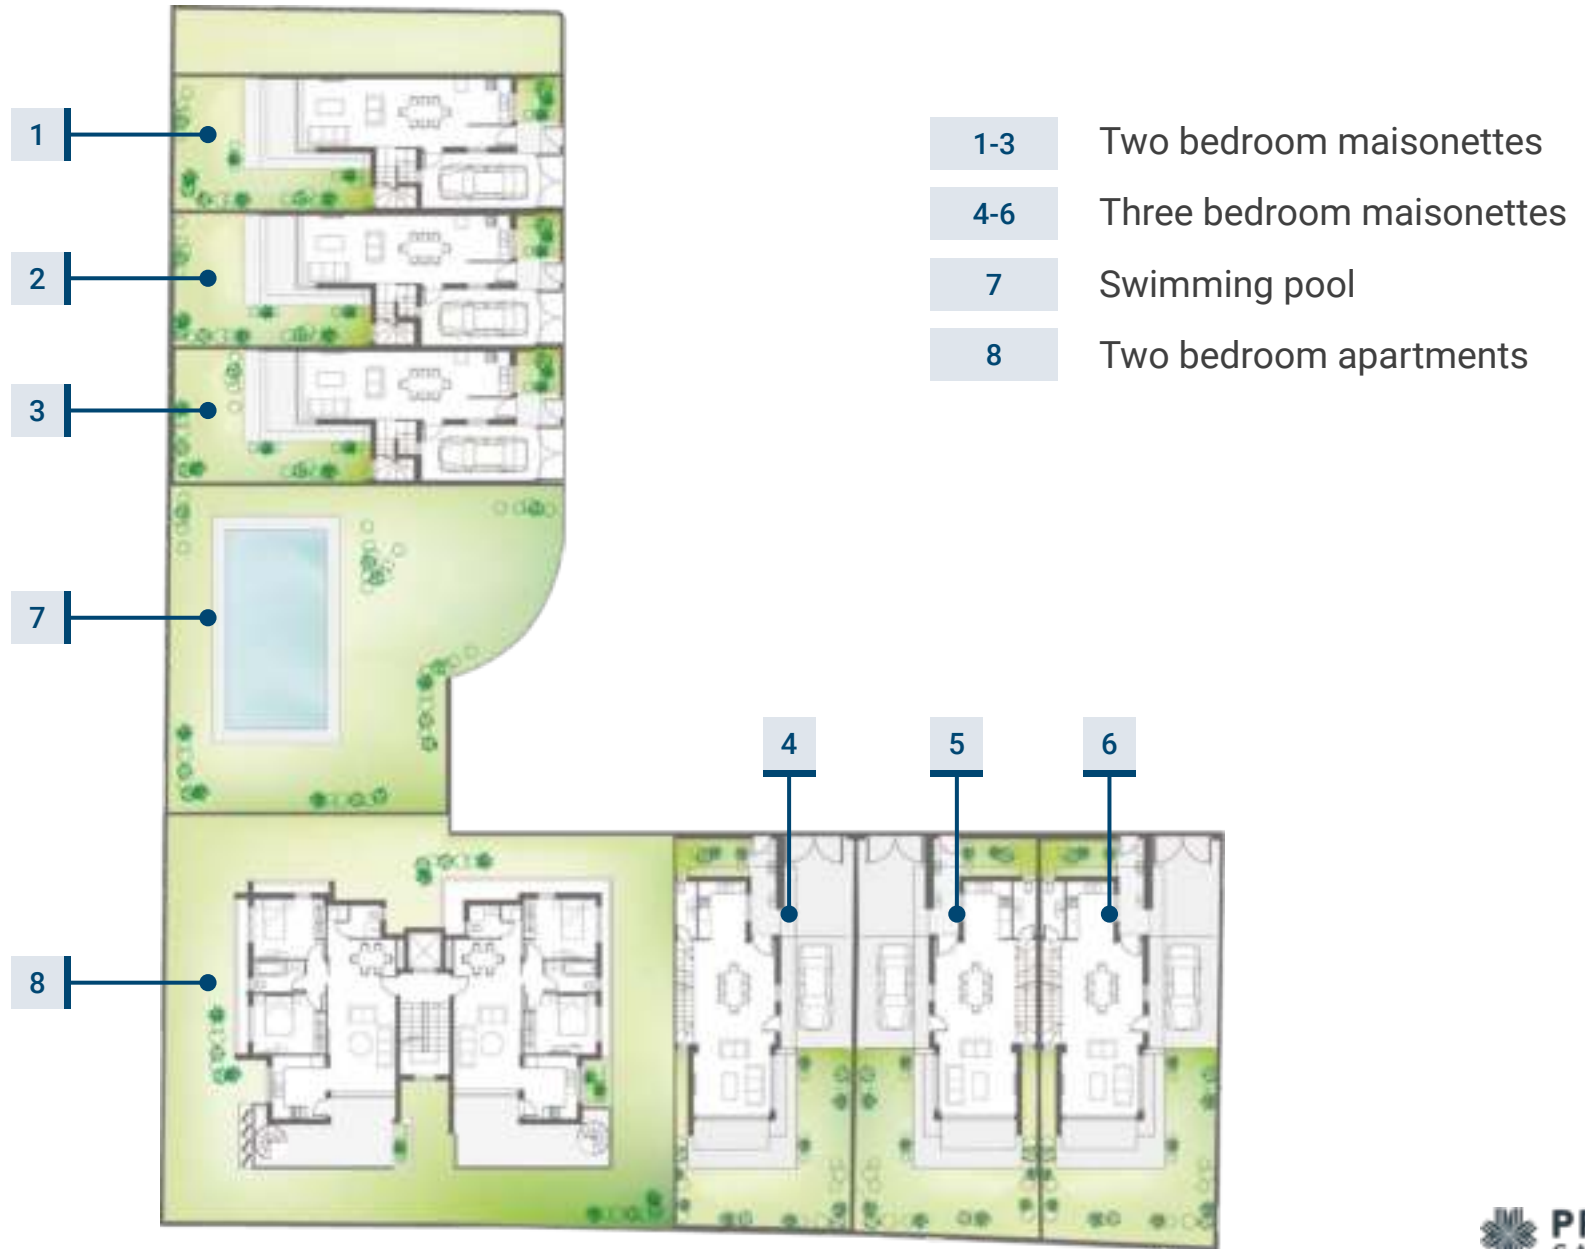 1
1-3 Two bedroom maisonettes
4-6 Three bedroom maisonettes
2
7 Swimming pool
8 Two bedroom apartments
3
7
4 5 6
8